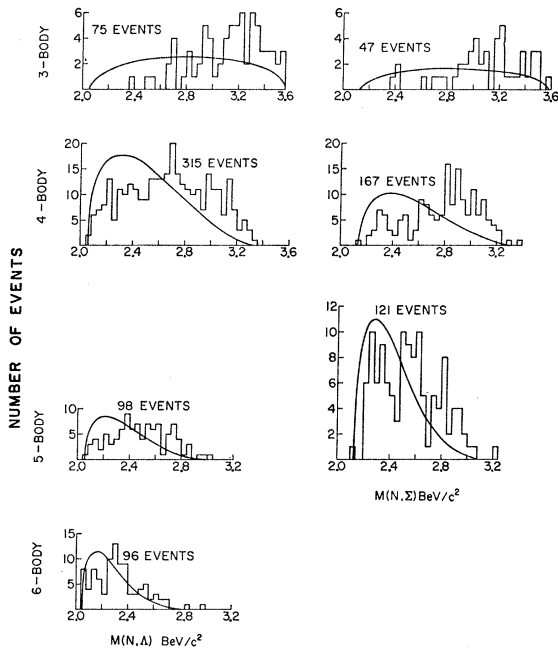 3-BODY
6
4
2
75 EVENTS
2,0 2,4 2,8 3,2 3,6
6
4
2
47 EVENTS
2,0 2,4 2,8 3,2 3,6
4-BODY
20
15
10
5
315 EVENTS
2,0 2,4 2,8 3,2 3,6
20
15
10
5
167 EVENTS
2,0 2,4 2,8 3,2 3,6
NUMBER OF EVENTS
12
10
8
6
4
2
121 EVENTS
2,0 2,4 2,8 3,2
M(N,Σ) BeV/c²
5-BODY
10
5
98 EVENTS
2,0 2,4 2,8 3,2
6-BODY
15
10
5
96 EVENTS
2,0 2,4 2,8 3,2
M(N,Λ) BeV/c²